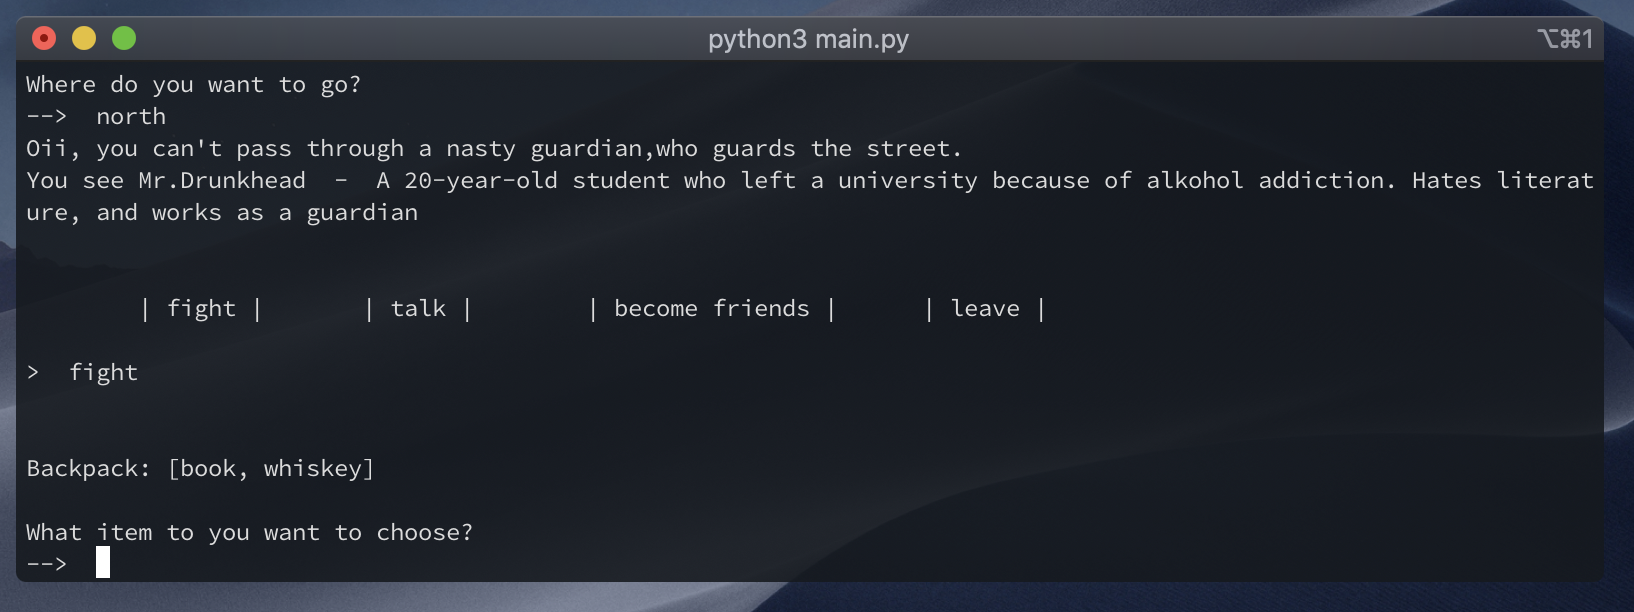 python3 main.py
⌥⌘1
Where do you want to go?
--> north
Oii, you can't pass through a nasty guardian,who guards the street.
You see Mr.Drunkhead - A 20-year-old student who left a university because of alkohol addiction. Hates literat
ure, and works as a guardian
| fight | | talk | | become friends | | leave |
> fight
Backpack: [book, whiskey]
What item to you want to choose?
-->